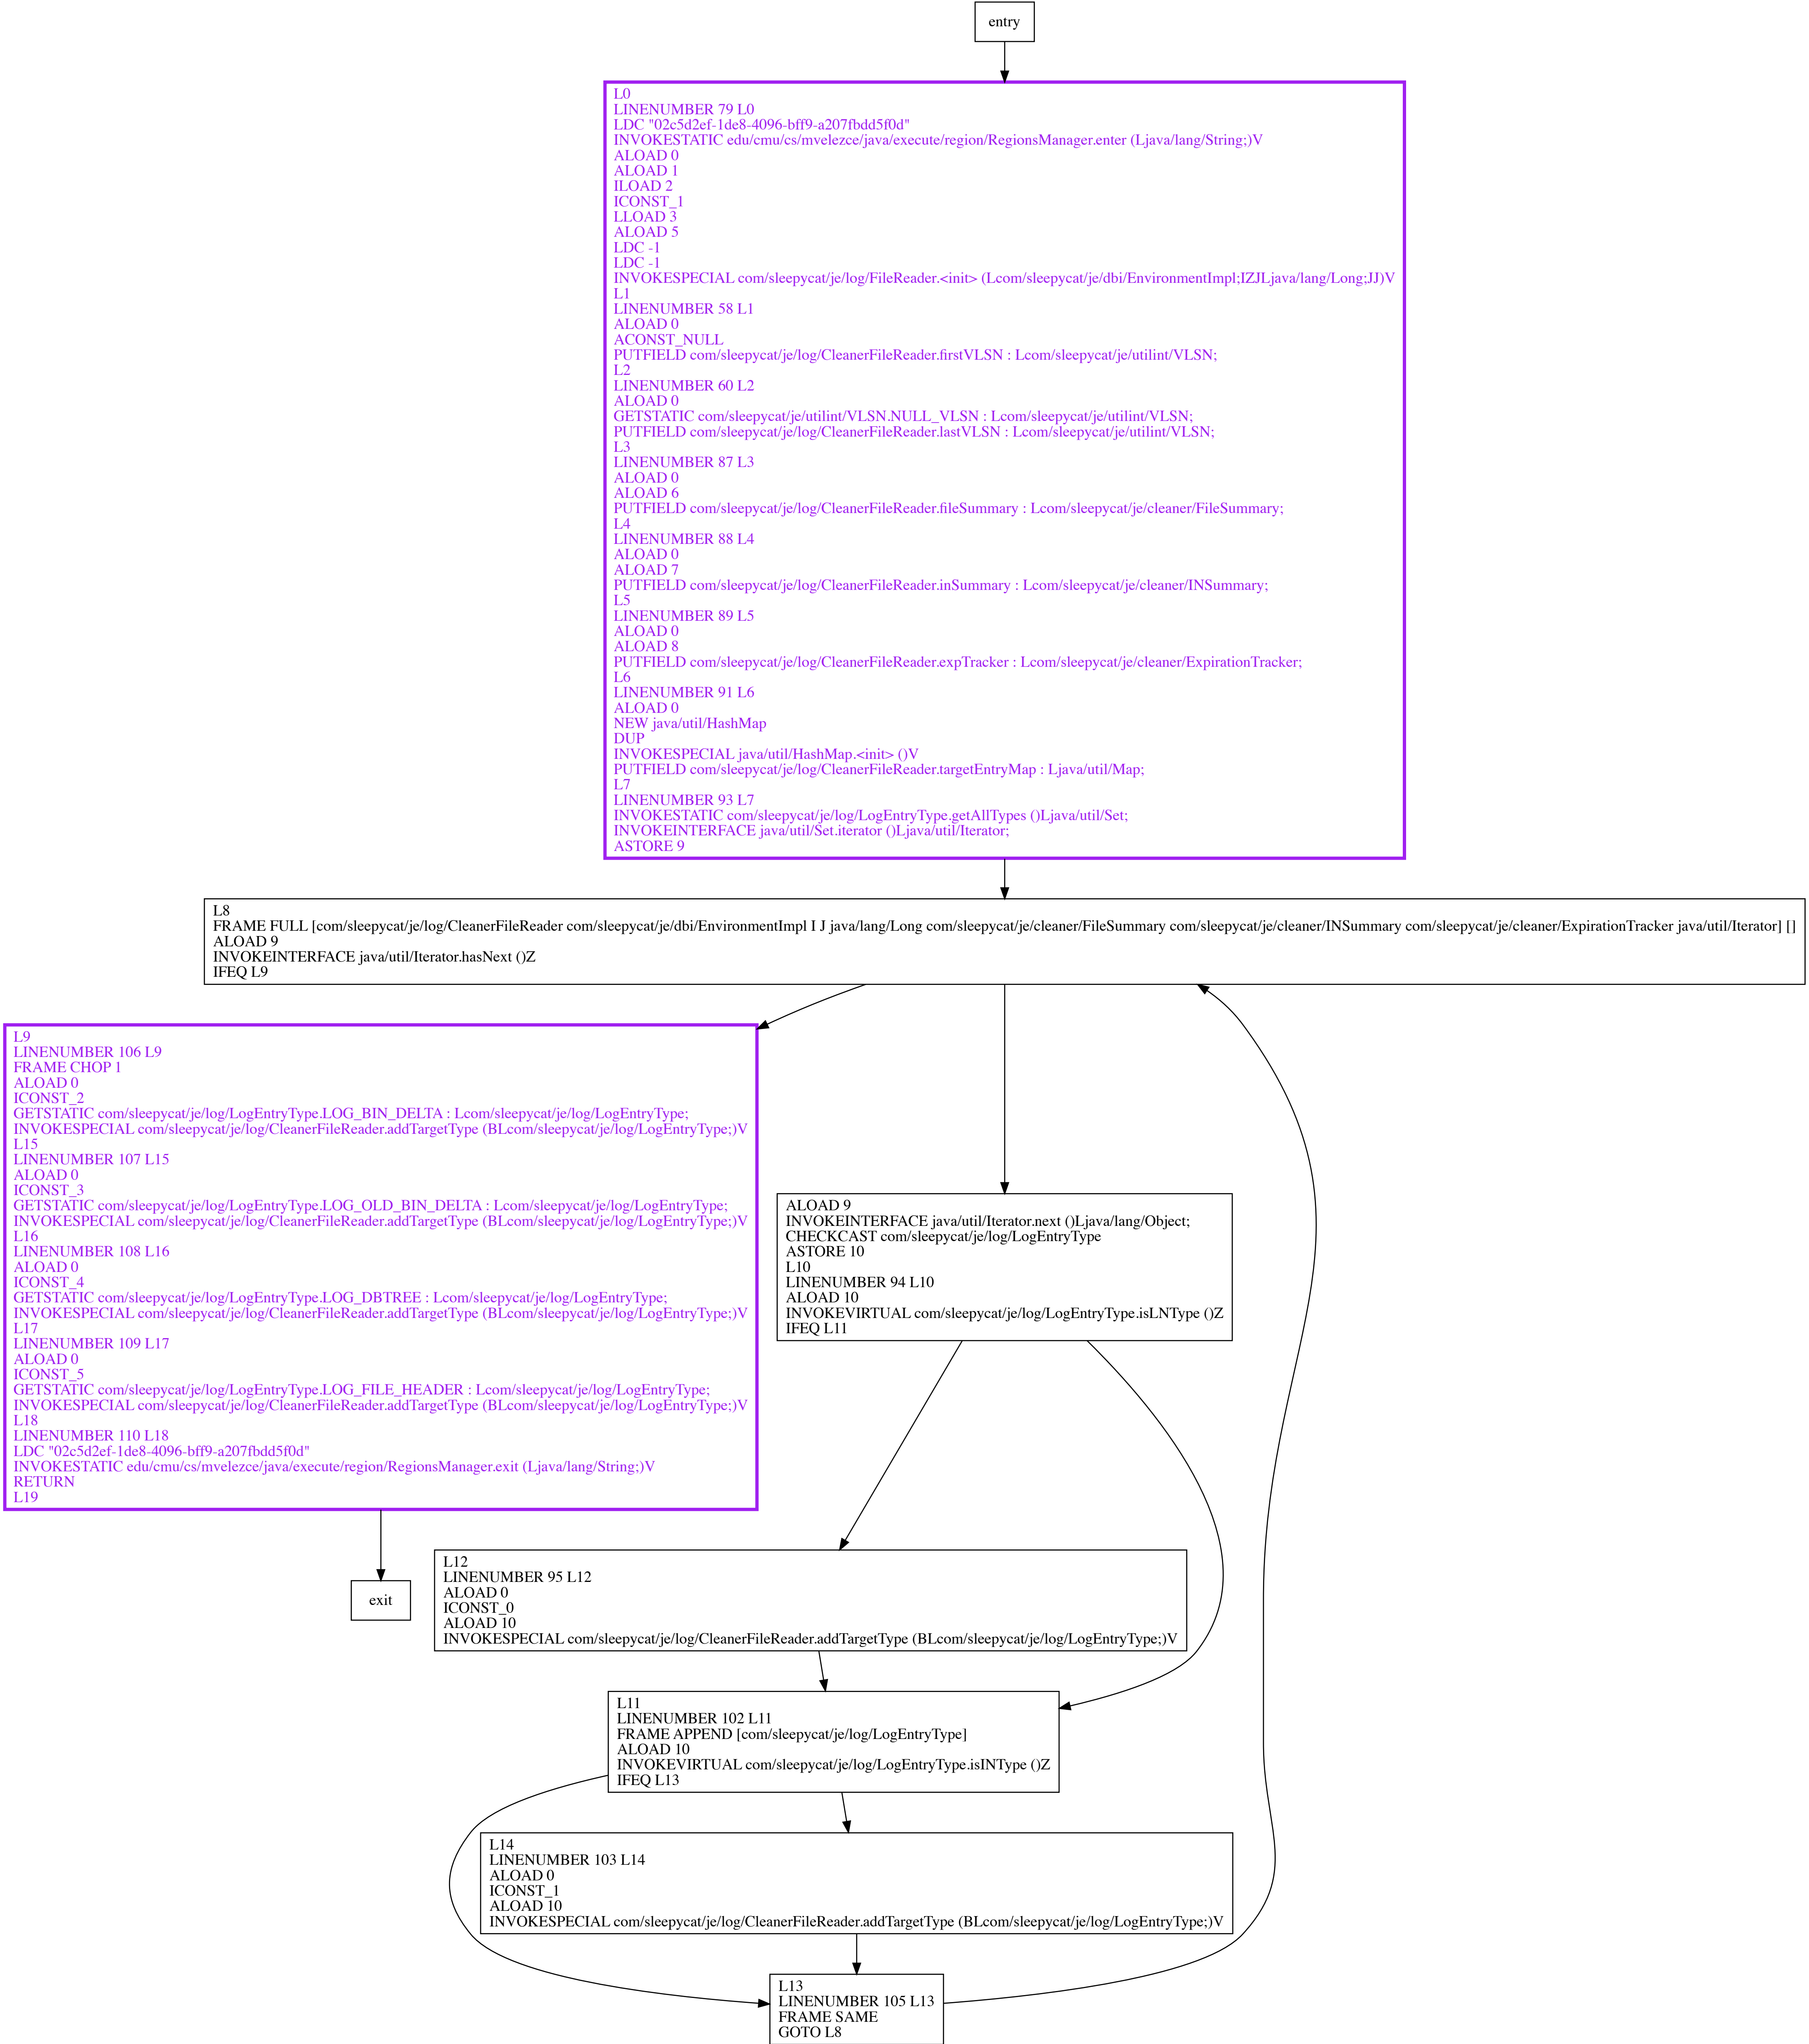 entry
L0
LINENUMBER 79 L0
LDC "02c5d2ef-1de8-4096-bff9-a207fbdd5f0d"
INVOKESTATIC edu/cmu/cs/mvelezce/java/execute/region/RegionsManager.enter (Ljava/lang/String;)V
ALOAD 0
ALOAD 1
ILOAD 2
ICONST_1
LLOAD 3
ALOAD 5
LDC -1
LDC -1
INVOKESPECIAL com/sleepycat/je/log/FileReader.<init> (Lcom/sleepycat/je/dbi/EnvironmentImpl;IZJLjava/lang/Long;JJ)V
L1
LINENUMBER 58 L1
ALOAD 0
ACONST_NULL
PUTFIELD com/sleepycat/je/log/CleanerFileReader.firstVLSN : Lcom/sleepycat/je/utilint/VLSN;
L2
LINENUMBER 60 L2
ALOAD 0
GETSTATIC com/sleepycat/je/utilint/VLSN.NULL_VLSN : Lcom/sleepycat/je/utilint/VLSN;
PUTFIELD com/sleepycat/je/log/CleanerFileReader.lastVLSN : Lcom/sleepycat/je/utilint/VLSN;
L3
LINENUMBER 87 L3
ALOAD 0
ALOAD 6
PUTFIELD com/sleepycat/je/log/CleanerFileReader.fileSummary : Lcom/sleepycat/je/cleaner/FileSummary;
L4
LINENUMBER 88 L4
ALOAD 0
ALOAD 7
PUTFIELD com/sleepycat/je/log/CleanerFileReader.inSummary : Lcom/sleepycat/je/cleaner/INSummary;
L5
LINENUMBER 89 L5
ALOAD 0
ALOAD 8
PUTFIELD com/sleepycat/je/log/CleanerFileReader.expTracker : Lcom/sleepycat/je/cleaner/ExpirationTracker;
L6
LINENUMBER 91 L6
ALOAD 0
NEW java/util/HashMap
DUP
INVOKESPECIAL java/util/HashMap.<init> ()V
PUTFIELD com/sleepycat/je/log/CleanerFileReader.targetEntryMap : Ljava/util/Map;
L7
LINENUMBER 93 L7
INVOKESTATIC com/sleepycat/je/log/LogEntryType.getAllTypes ()Ljava/util/Set;
INVOKEINTERFACE java/util/Set.iterator ()Ljava/util/Iterator;
ASTORE 9
L8
FRAME FULL [com/sleepycat/je/log/CleanerFileReader com/sleepycat/je/dbi/EnvironmentImpl I J java/lang/Long com/sleepycat/je/cleaner/FileSummary com/sleepycat/je/cleaner/INSummary com/sleepycat/je/cleaner/ExpirationTracker java/util/Iterator] []
ALOAD 9
INVOKEINTERFACE java/util/Iterator.hasNext ()Z
IFEQ L9
L9
LINENUMBER 106 L9
FRAME CHOP 1
ALOAD 0
ICONST_2
GETSTATIC com/sleepycat/je/log/LogEntryType.LOG_BIN_DELTA : Lcom/sleepycat/je/log/LogEntryType;
INVOKESPECIAL com/sleepycat/je/log/CleanerFileReader.addTargetType (BLcom/sleepycat/je/log/LogEntryType;)V
L15
LINENUMBER 107 L15
ALOAD 0
ICONST_3
GETSTATIC com/sleepycat/je/log/LogEntryType.LOG_OLD_BIN_DELTA : Lcom/sleepycat/je/log/LogEntryType;
INVOKESPECIAL com/sleepycat/je/log/CleanerFileReader.addTargetType (BLcom/sleepycat/je/log/LogEntryType;)V
L16
LINENUMBER 108 L16
ALOAD 0
ICONST_4
GETSTATIC com/sleepycat/je/log/LogEntryType.LOG_DBTREE : Lcom/sleepycat/je/log/LogEntryType;
INVOKESPECIAL com/sleepycat/je/log/CleanerFileReader.addTargetType (BLcom/sleepycat/je/log/LogEntryType;)V
L17
LINENUMBER 109 L17
ALOAD 0
ICONST_5
GETSTATIC com/sleepycat/je/log/LogEntryType.LOG_FILE_HEADER : Lcom/sleepycat/je/log/LogEntryType;
INVOKESPECIAL com/sleepycat/je/log/CleanerFileReader.addTargetType (BLcom/sleepycat/je/log/LogEntryType;)V
L18
LINENUMBER 110 L18
LDC "02c5d2ef-1de8-4096-bff9-a207fbdd5f0d"
INVOKESTATIC edu/cmu/cs/mvelezce/java/execute/region/RegionsManager.exit (Ljava/lang/String;)V
RETURN
L19
ALOAD 9
INVOKEINTERFACE java/util/Iterator.next ()Ljava/lang/Object;
CHECKCAST com/sleepycat/je/log/LogEntryType
ASTORE 10
L10
LINENUMBER 94 L10
ALOAD 10
INVOKEVIRTUAL com/sleepycat/je/log/LogEntryType.isLNType ()Z
IFEQ L11
exit
L12
LINENUMBER 95 L12
ALOAD 0
ICONST_0
ALOAD 10
INVOKESPECIAL com/sleepycat/je/log/CleanerFileReader.addTargetType (BLcom/sleepycat/je/log/LogEntryType;)V
L11
LINENUMBER 102 L11
FRAME APPEND [com/sleepycat/je/log/LogEntryType]
ALOAD 10
INVOKEVIRTUAL com/sleepycat/je/log/LogEntryType.isINType ()Z
IFEQ L13
L14
LINENUMBER 103 L14
ALOAD 0
ICONST_1
ALOAD 10
INVOKESPECIAL com/sleepycat/je/log/CleanerFileReader.addTargetType (BLcom/sleepycat/je/log/LogEntryType;)V
L13
LINENUMBER 105 L13
FRAME SAME
GOTO L8